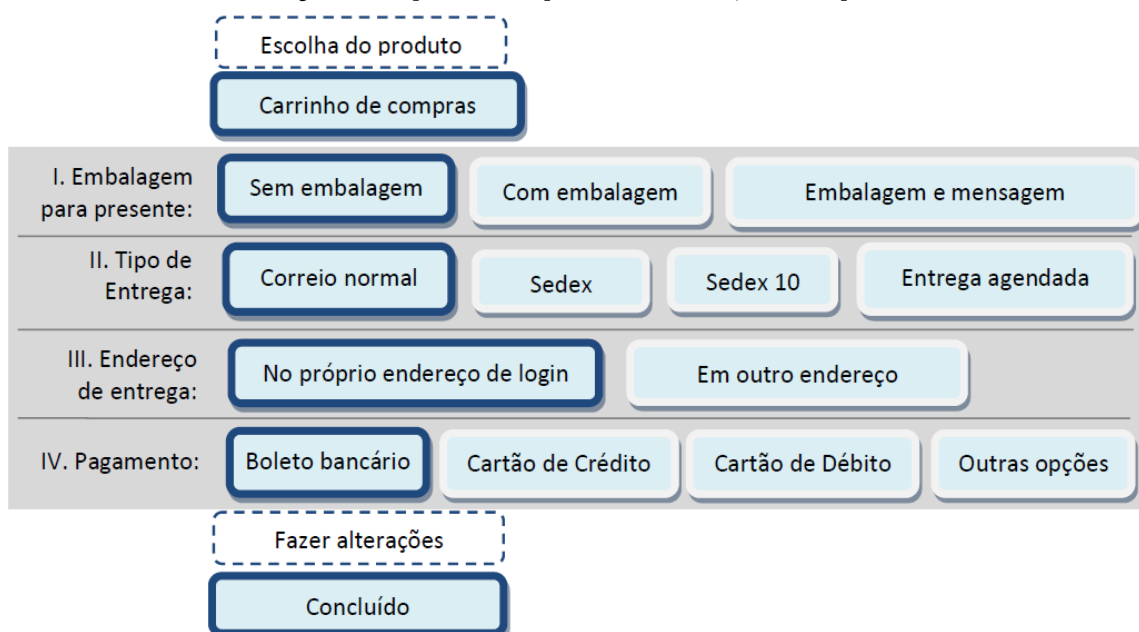 Escolha do produto
Carrinho de compras
I. Embalagem
para presente:
Sem embalagem
Com embalagem
Embalagem e mensagem
II. Tipo de
Entrega:
Correio normal
Sedex
Sedex 10
Entrega agendada
III. Endereço
de entrega:
No próprio endereço de login
Em outro endereço
IV. Pagamento:
Boleto bancário
Cartão de Crédito
Cartão de Débito
Outras opções
Fazer alterações
Concluído